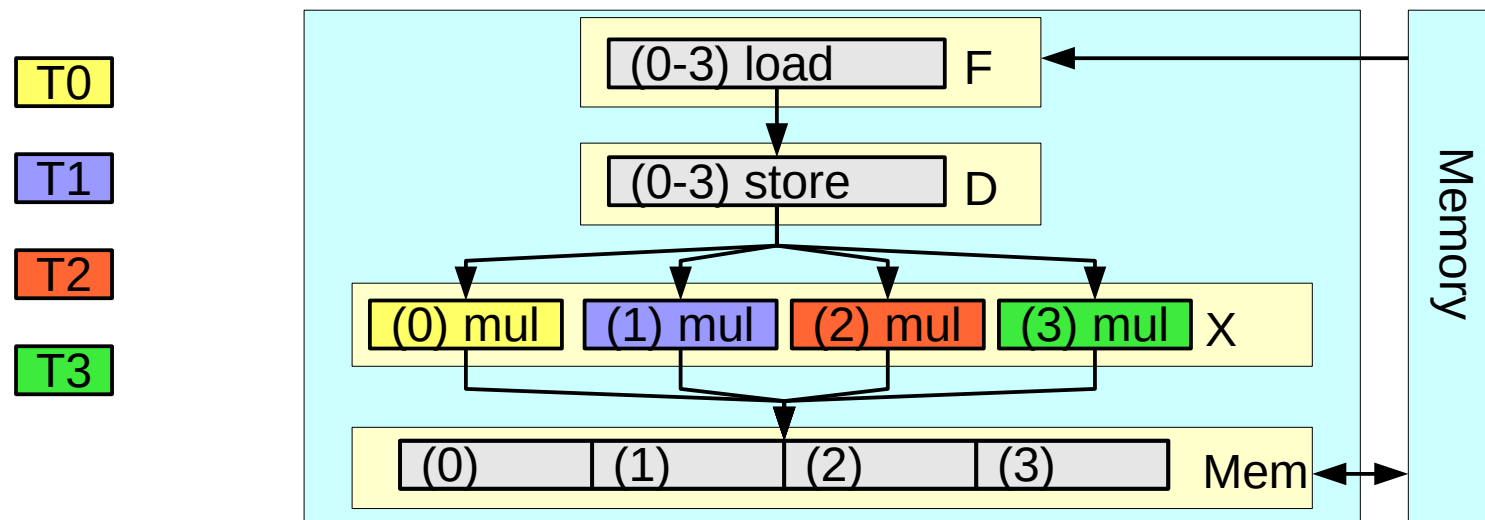 T0
T1
T2
T3
(0-3) load F
(0-3) store D
(0) mul (1) mul (2) mul (3) mul X
(0) (1) (2) (3) Mem
Memory